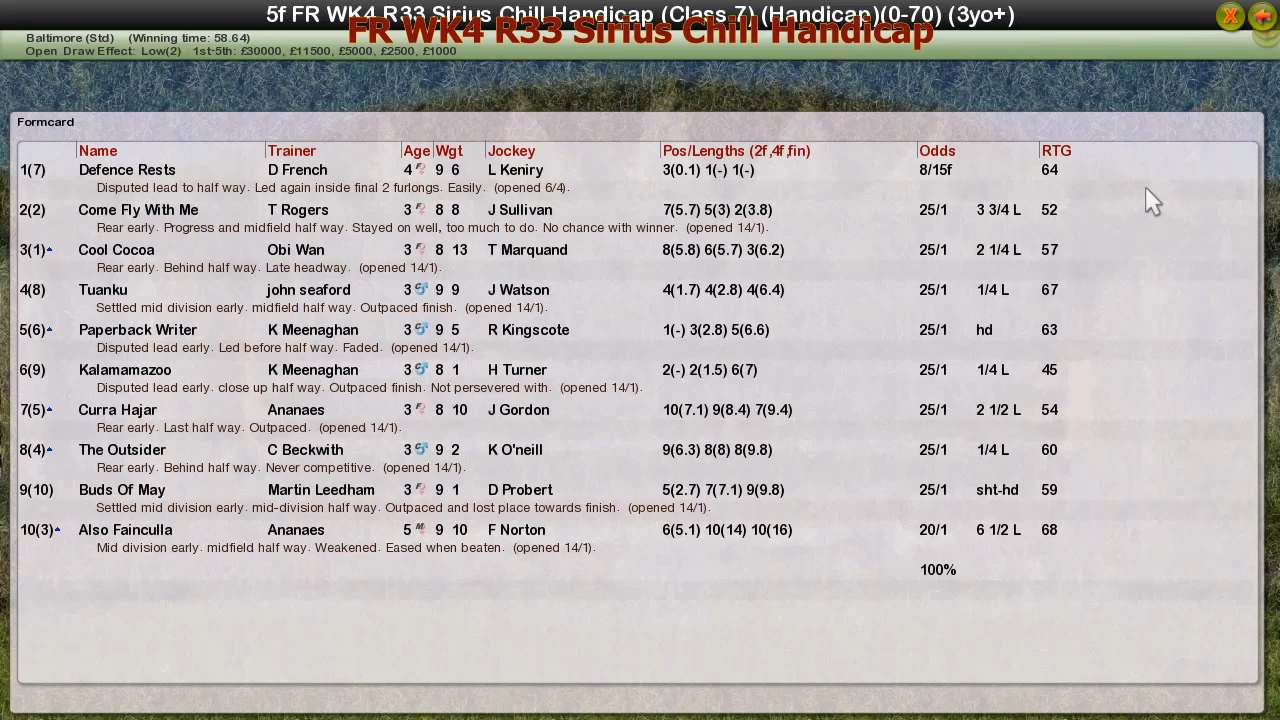 5f FR WK4 R33 Sirius Chill Handicap (Class 7) (Handicap)(0-70) (3yo+)
FR WK4 R33 Sirius Chill Handicap
Baltimore (Std) (Winning time: 58.64)
Open Draw Effect: Low(2) 1st-5th: £30000, £11500, £5000, £2500, £1000
Formcard
Name Trainer Age Wgt Jockey Pos/Lengths (2f,4f,fin) Odds RTG
1(7) Defence Rests D French 4 9 6 L Keniry 3(0.1) 1(-) 1(-) 8/15f 64
Disputed lead to half way. Led again inside final 2 furlongs. Easily. (opened 6/4).
2(2) Come Fly With Me T Rogers 3 8 8 J Sullivan 7(5.7) 5(3) 2(3.8) 25/1 3 3/4 L 52
Rear early. Progress and midfield half way. Stayed on well, too much to do. No chance with winner. (opened 14/1).
3(1) Cool Cocoa Obi Wan 3 8 13 T Marquand 8(5.8) 6(5.7) 3(6.2) 25/1 2 1/4 L 57
Rear early. Behind half way. Late headway. (opened 14/1).
4(8) Tuanku john seaford 3 9 9 J Watson 4(1.7) 4(2.8) 4(6.4) 25/1 1/4 L 67
Settled mid division early. midfield half way. Outpaced finish. (opened 14/1).
5(6) Paperback Writer K Meenaghan 3 9 5 R Kingscote 1(-) 3(2.8) 5(6.6) 25/1 hd 63
Disputed lead early. Led before half way. Faded. (opened 14/1).
6(9) Kalamamazoo K Meenaghan 3 8 1 H Turner 2(-) 2(1.5) 6(7) 25/1 1/4 L 45
Disputed lead early. close up half way. Outpaced finish. Not persevered with. (opened 14/1).
7(5) Curra Hajar Ananaes 3 8 10 J Gordon 10(7.1) 9(8.4) 7(9.4) 25/1 2 1/2 L 54
Rear early. Last half way. Outpaced. (opened 14/1).
8(4) The Outsider C Beckwith 3 9 2 K O'neill 9(6.3) 8(8) 8(9.8) 25/1 1/4 L 60
Rear early. Behind half way. Never competitive. (opened 14/1).
9(10) Buds Of May Martin Leedham 3 9 1 D Probert 5(2.7) 7(7.1) 9(9.8) 25/1 sht-hd 59
Settled mid division early. mid-division half way. Outpaced and lost place towards finish. (opened 14/1).
10(3) Also Fainculla Ananaes 5 9 10 F Norton 6(5.1) 10(14) 10(16) 20/1 6 1/2 L 68
Mid division early. midfield half way. Weakened. Eased when beaten. (opened 14/1).
100%